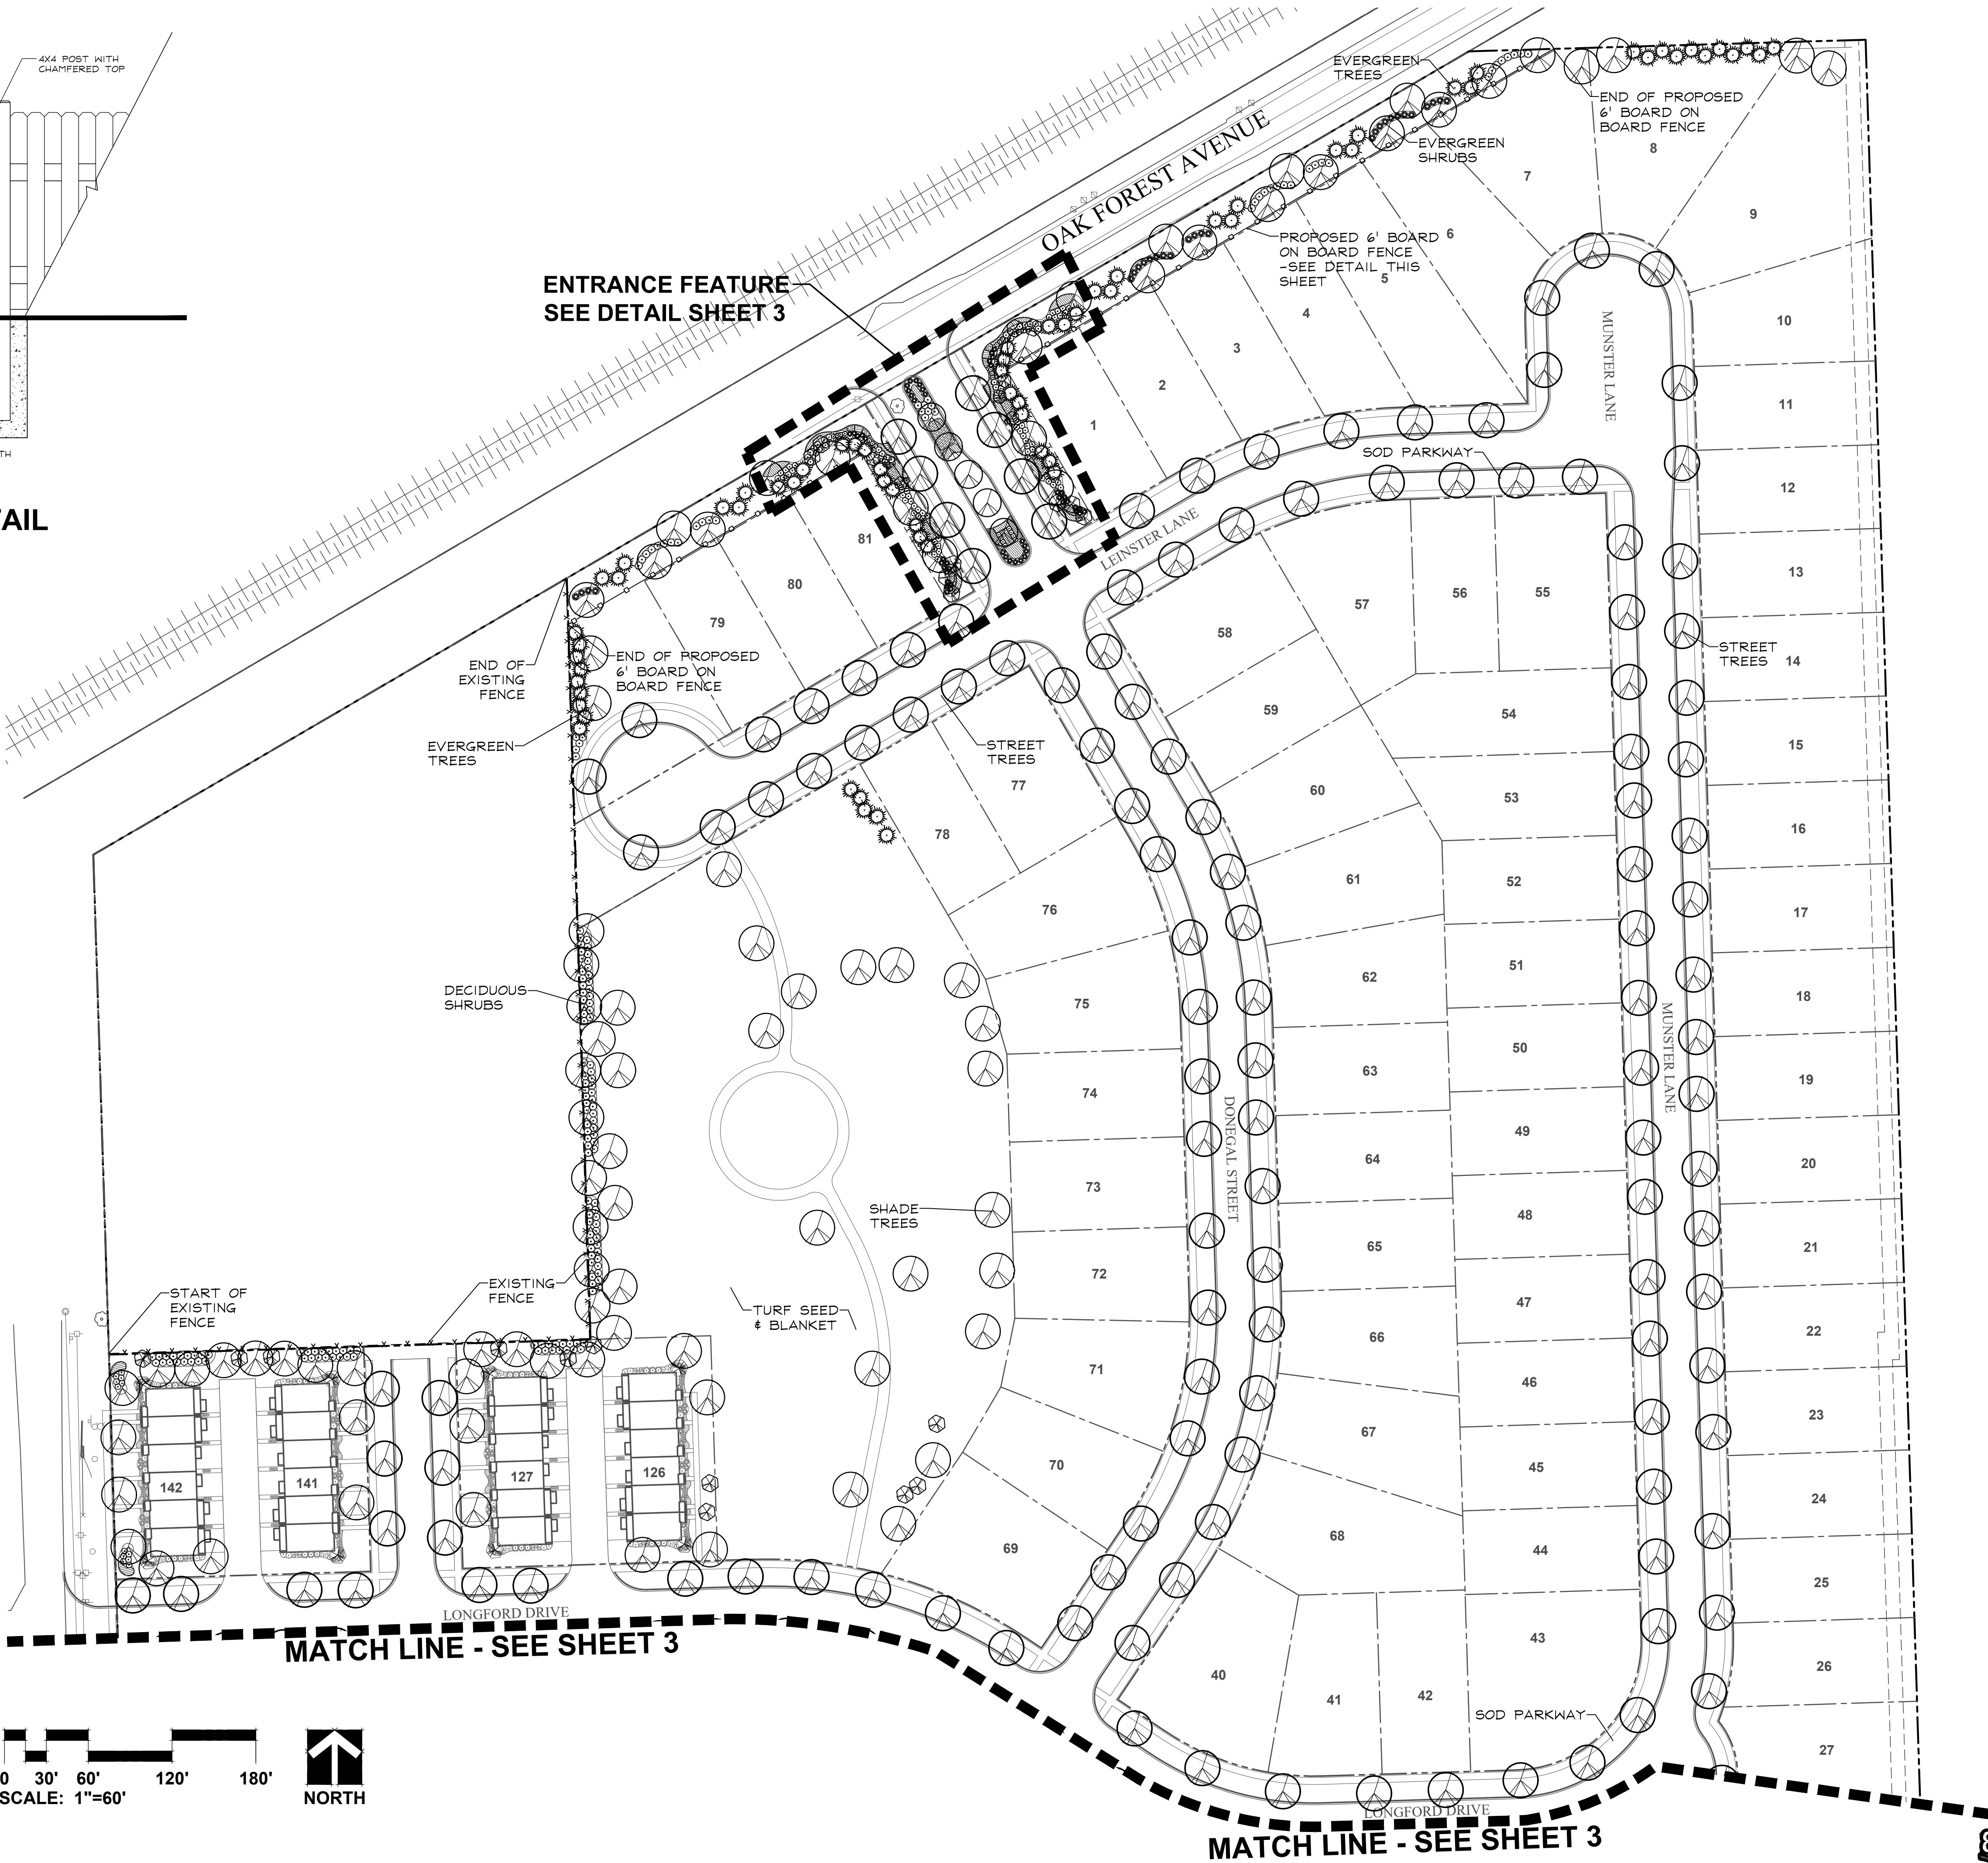 4X4 POST WITH
CHAMFERED TOP
TH
TAIL
EVERGREEN
TREES
END OF PROPOSED
6' BOARD ON
BOARD FENCE
8
EVERGREEN
SHRUBS
7
OAK FOREST AVENUE
9
PROPOSED 6' BOARD
ON BOARD FENCE
-SEE DETAIL THIS
SHEET
6
5
ENTRANCE FEATURE
SEE DETAIL SHEET 3
4
3
2
1
10
MUNSTER LANE
11
SOD PARKWAY
12
LEINSTER LANE
81
80
79
13
57
56
55
58
14
STREET
TREES
END OF
EXISTING
FENCE
END OF PROPOSED
6' BOARD ON
BOARD FENCE
EVERGREEN
TREES
STREET
TREES
59
54
15
77
60
53
16
78
61
52
17
76
62
51
18
DECIDUOUS
SHRUBS
75
MUNSTER LANE
50
63
19
74
DONEGAL STREET
49
64
20
73
SHADE
TREES
48
65
21
72
START OF
EXISTING
FENCE
EXISTING
FENCE
TURF SEED
& BLANKET
47
66
22
71
46
67
23
70
45
24
142
141
127
126
69
68
44
25
LONGFORD DRIVE
MATCH LINE - SEE SHEET 3
43
26
40
41
42
SOD PARKWAY
27
0 30' 60' 120' 180'
SCALE: 1"=60'
NORTH
LONGFORD DRIVE
MATCH LINE - SEE SHEET 3